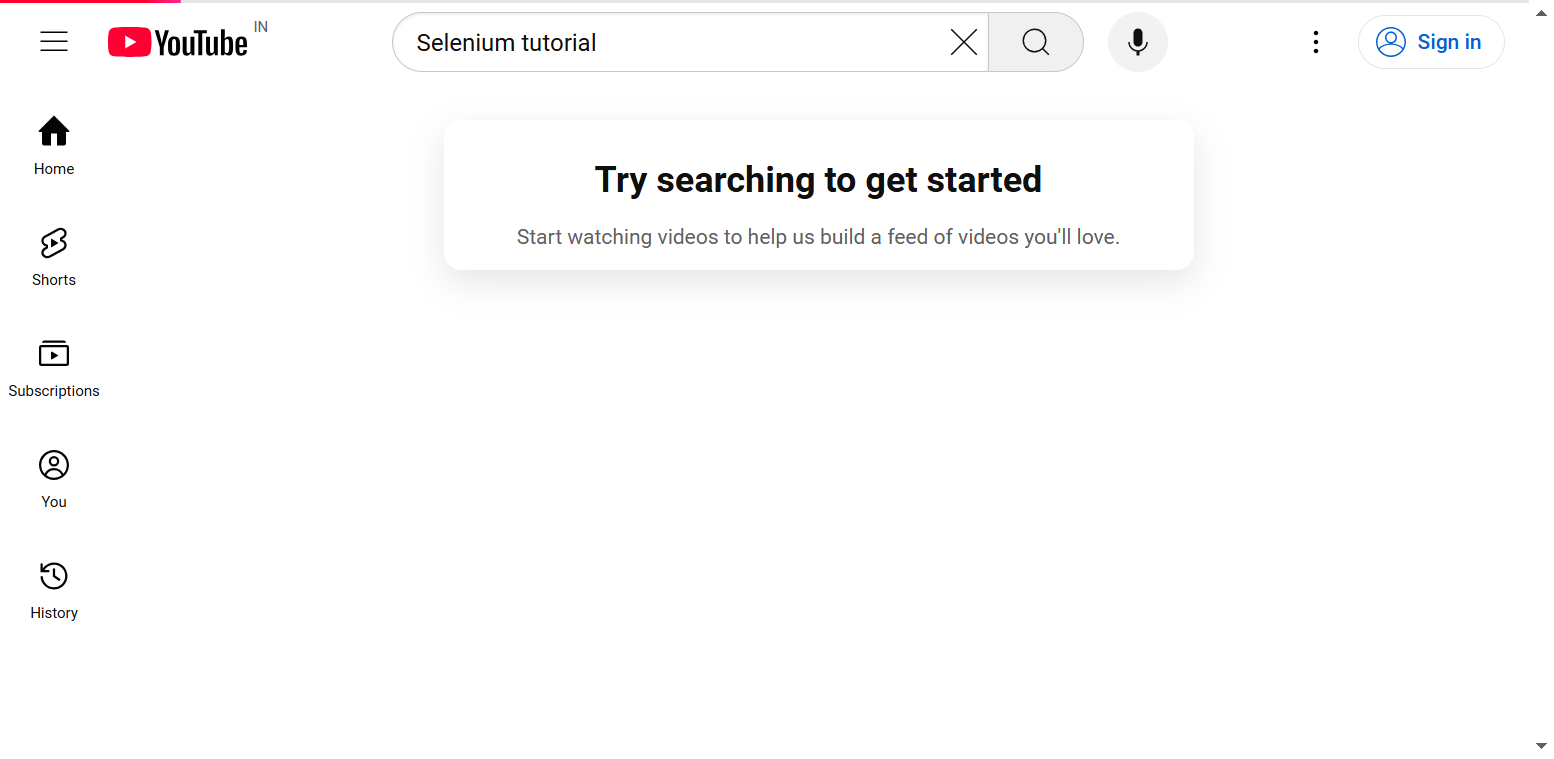 YouTube IN
Selenium tutorial
Sign in
Home
Shorts
Subscriptions
You
History
Try searching to get started
Start watching videos to help us build a feed of videos you'll love.